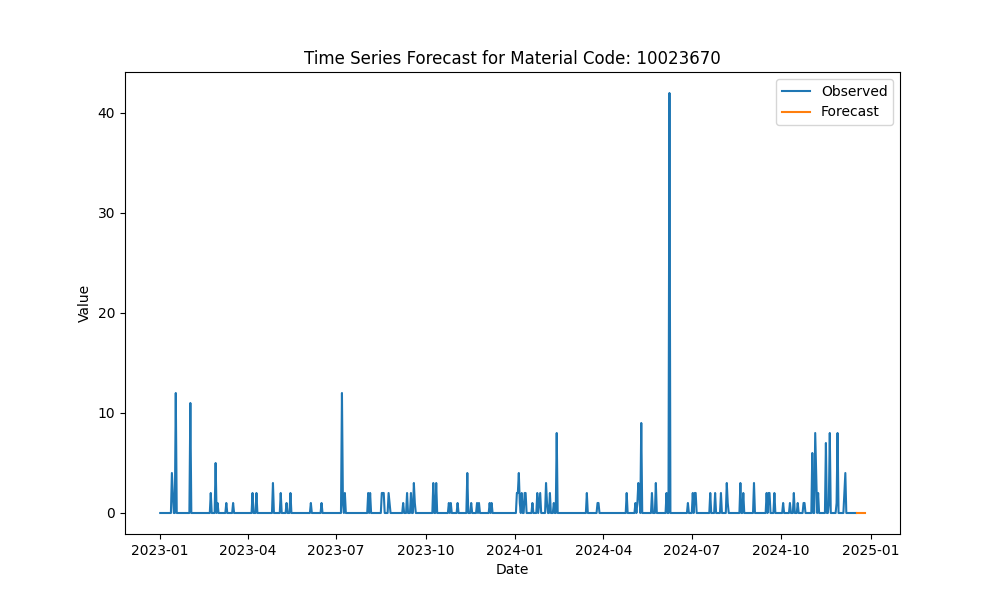 Time Series Forecast for Material Code: 10023670
Observed
Forecast
Value
40
30
20
10
0
2023-01 2023-04 2023-07 2023-10 2024-01 2024-04 2024-07 2024-10 2025-01
Date